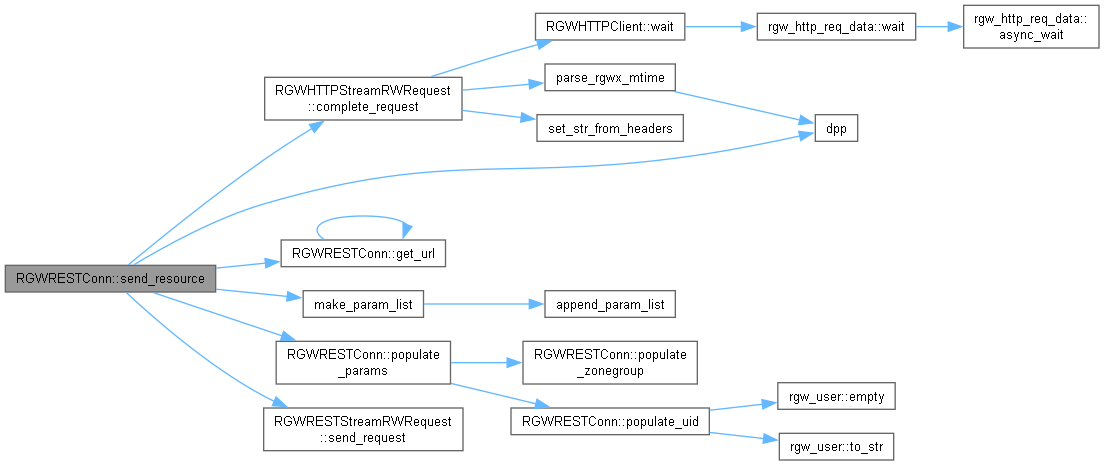 RGWHTTPClient::wait
rgw_http_req_data::wait
rgw_http_req_data::
async_wait
RGWHTTPStreamRWRequest
::complete_request
parse_rgwx_mtime
set_str_from_headers
dpp
RGWRESTConn::send_resource
RGWRESTConn::get_url
make_param_list
append_param_list
RGWRESTConn::populate
_params
RGWRESTConn::populate
_zonegroup
RGWRESTStreamRWRequest
::send_request
RGWRESTConn::populate_uid
rgw_user::empty
rgw_user::to_str